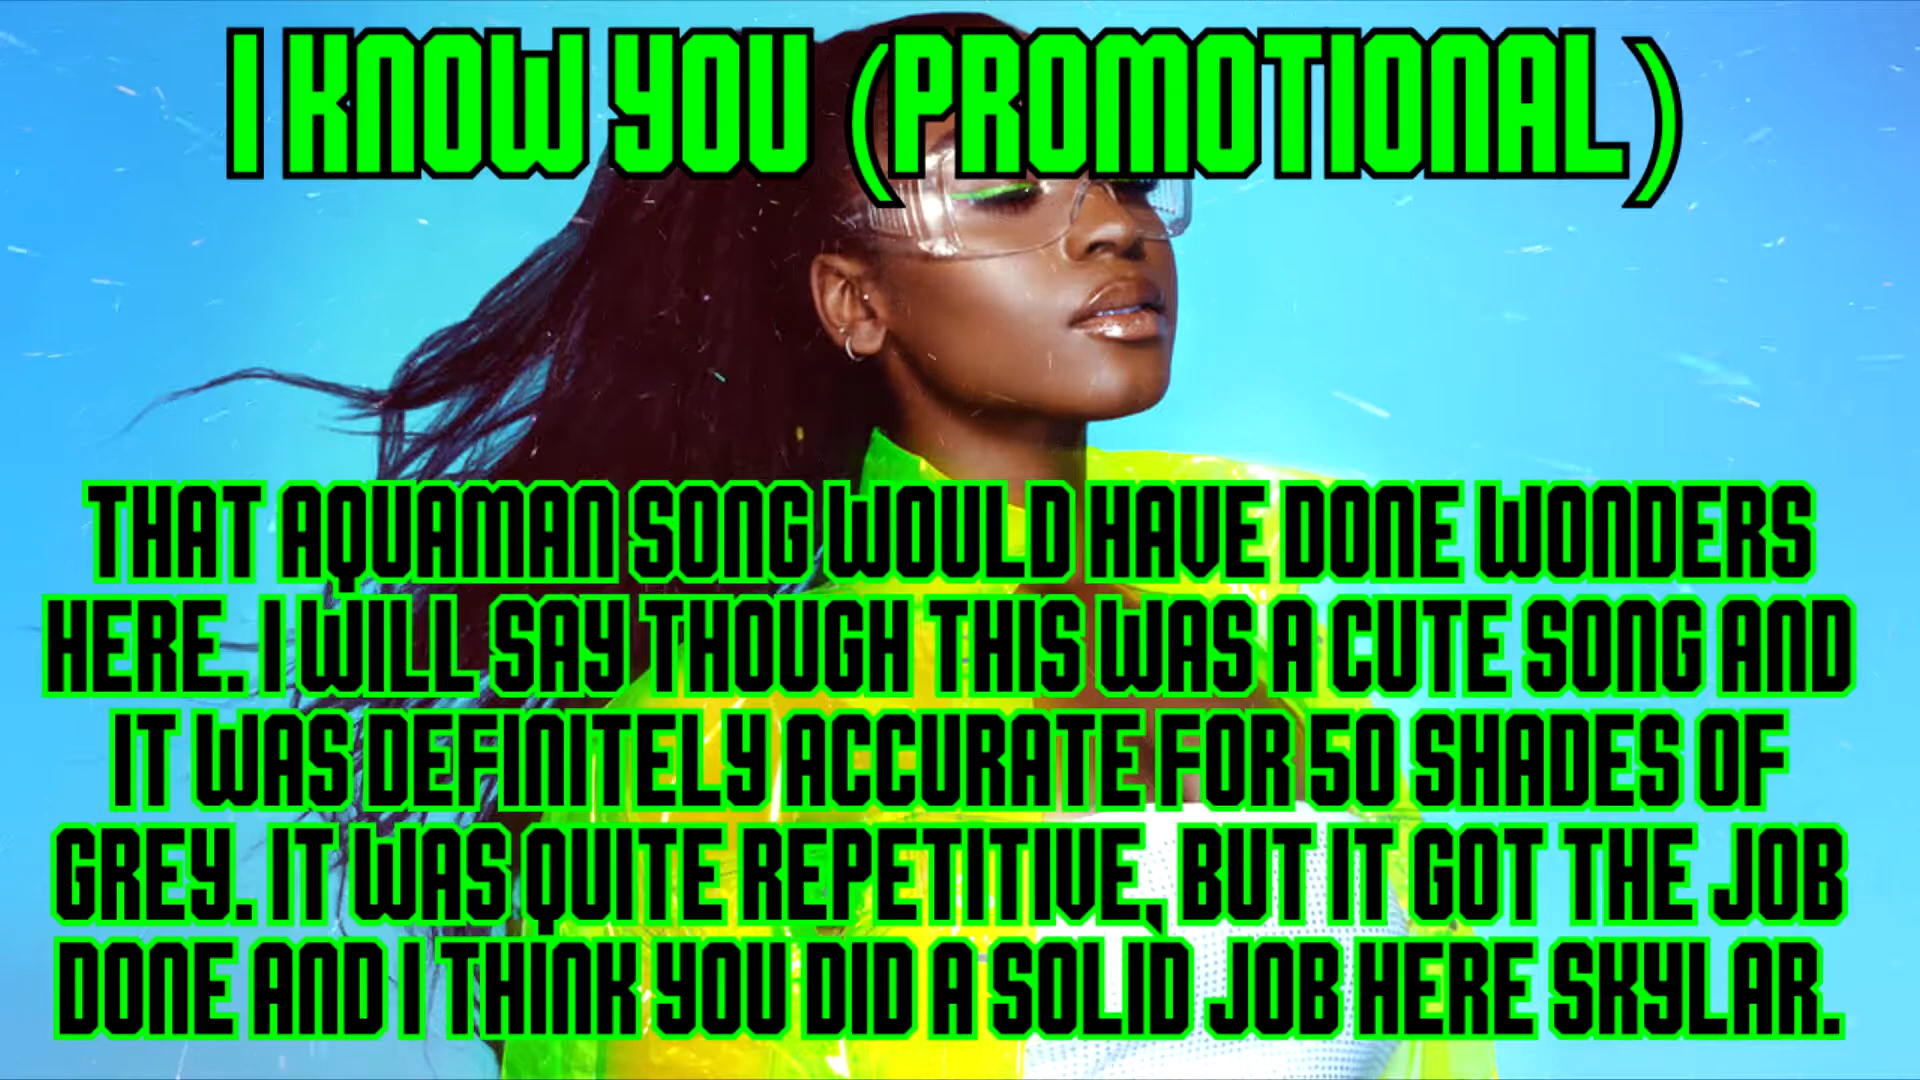 I KNOW YOU (PROMOTIONAL)
THAT AQUAMAN SONG WOULD HAVE DONE WONDERS
HERE. I WILL SAY THOUGH THIS WAS A CUTE SONG AND
IT WAS DEFINITELY ACCURATE FOR 50 SHADES OF
GREY. IT WAS QUITE REPETITIVE, BUT IT GOT THE JOB
DONE AND I THINK YOU DID A SOLID JOB HERE SKYLAR.